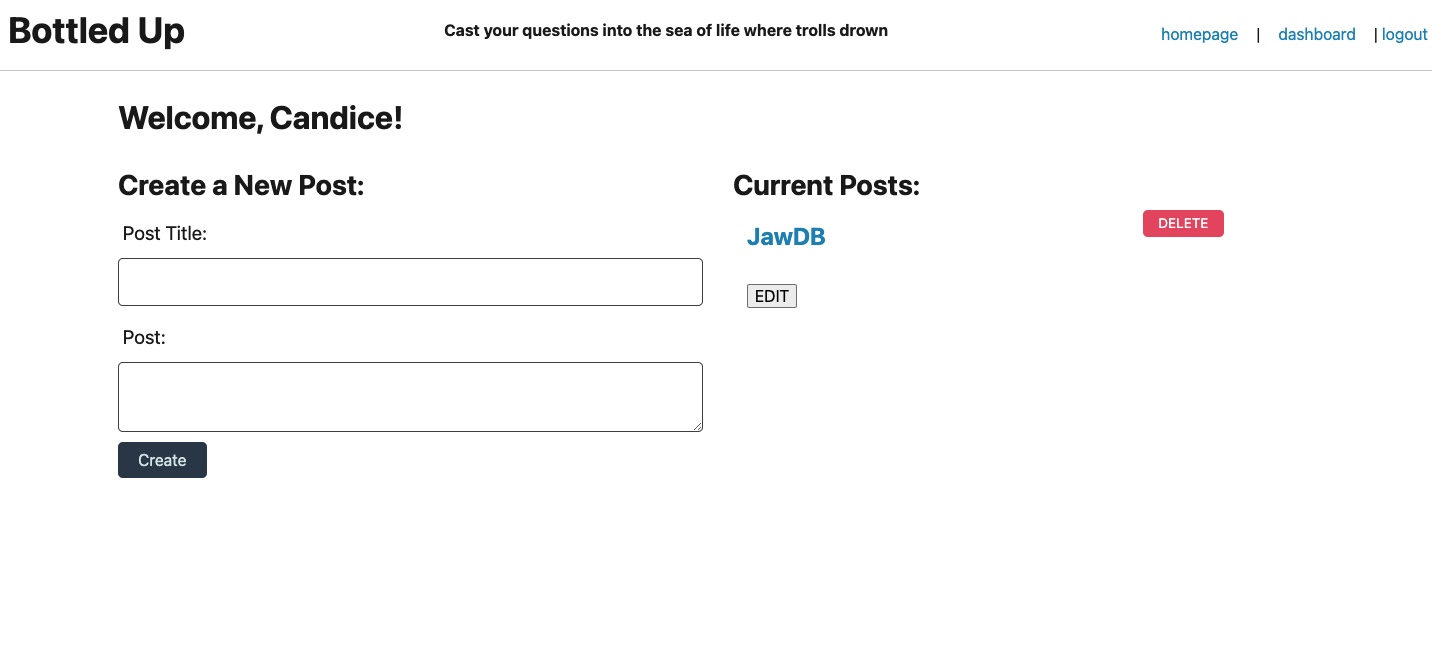 Bottled Up
Cast your questions into the sea of life where trolls drown
homepage | dashboard | logout
Welcome, Candice!
Create a New Post:
Post Title:
Post:
Create
Current Posts:
JawDB
DELETE
EDIT